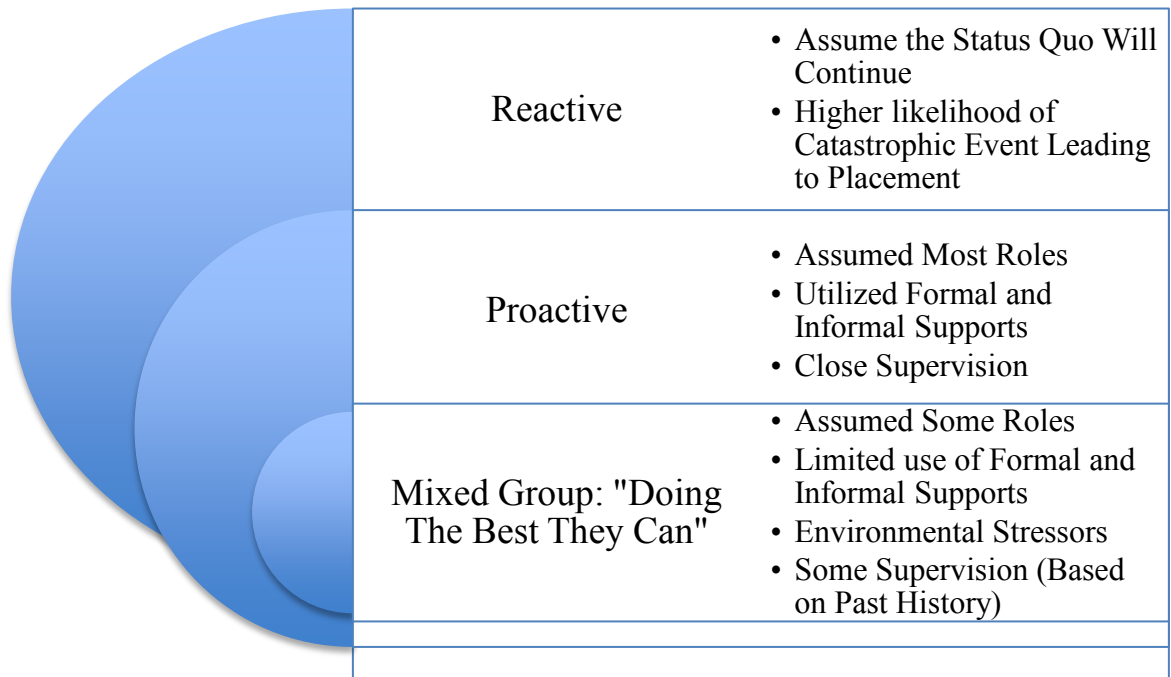 Reactive
• Assume the Status Quo Will
Continue
• Higher likelihood of
Catastrophic Event Leading
to Placement
Proactive
• Assumed Most Roles
• Utilized Formal and
Informal Supports
• Close Supervision
Mixed Group: "Doing
The Best They Can"
• Assumed Some Roles
• Limited use of Formal and
Informal Supports
• Environmental Stressors
• Some Supervision (Based
on Past History)